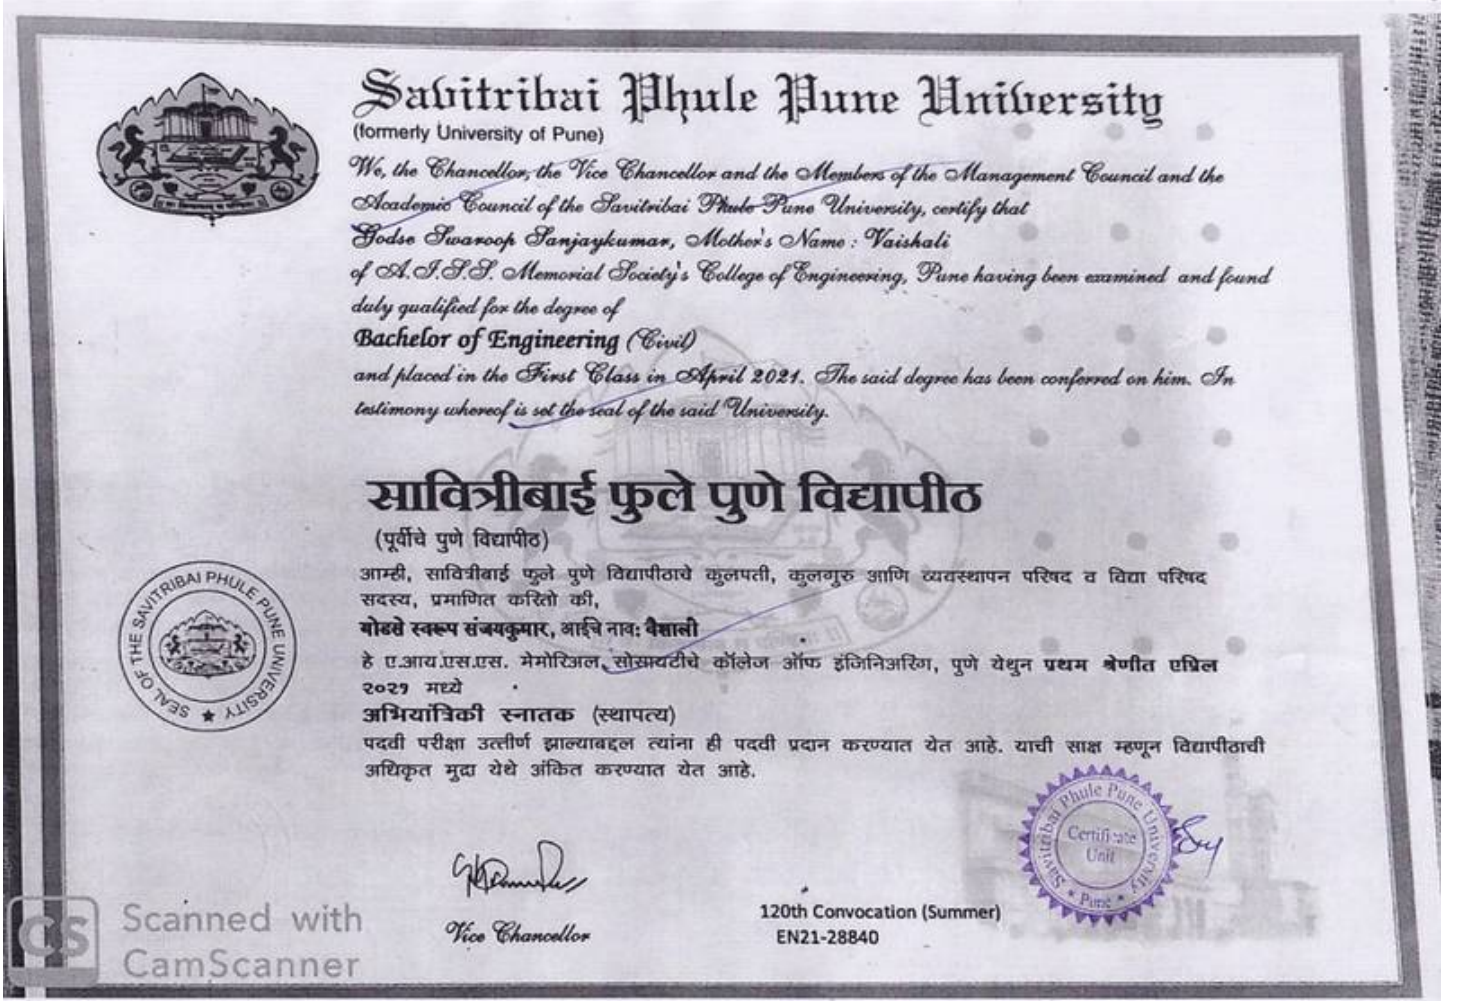 Savitribai Phule Pune University
(formerly University of Pune)
We, the Chancellor, the Vice Chancellor and the Members of the Management Council and the
Academic Council of the Savitribai Phule Pune University, certify that
Godse Swaroop Sanjaykumar, Mother's Name : Vaishali
of A.I.S.S. Memorial Society's College of Engineering, Pune having been examined and found
duly qualified for the degree of
Bachelor of Engineering (Civil)
and placed in the First Class in April 2021. The said degree has been conferred on him. In
testimony whereof is set the seal of the said University.
सावित्रीबाई फुले पुणे विद्यापीठ
(पूर्वीचे पुणे विद्यापीठ)
आम्ही, सावित्रीबाई फुले पुणे विद्यापीठाचे कुलपती, कुलगुरु आणि व्यवस्थापन परिषद व विद्या परिषद
सदस्य, प्रमाणित करितो की,
गोडसे स्वरूप संजयकुमार, आईचे नाव: वैशाली
हे ए.आय.एस.एस. मेमोरिअल सोसायटीचे कॉलेज ऑफ इंजिनिअरिंग, पुणे येथुन प्रथम श्रेणीत एप्रिल
२०२१ मध्ये
अभियांत्रिकी स्नातक (स्थापत्य)
पदवी परीक्षा उत्तीर्ण झाल्याबद्दल त्यांना ही पदवी प्रदान करण्यात येत आहे. याची साक्ष म्हणून विद्यापीठाची
अधिकृत मुद्रा येथे अंकित करण्यात येत आहे.
SEAL OF THE SAVITRIBAI PHULE PUNE UNIVERSITY
Savitribai Phule Pune University
Certificate
Unit
Pune
Vice Chancellor
120th Convocation (Summer)
EN21-28840
CS
Scanned with
CamScanner